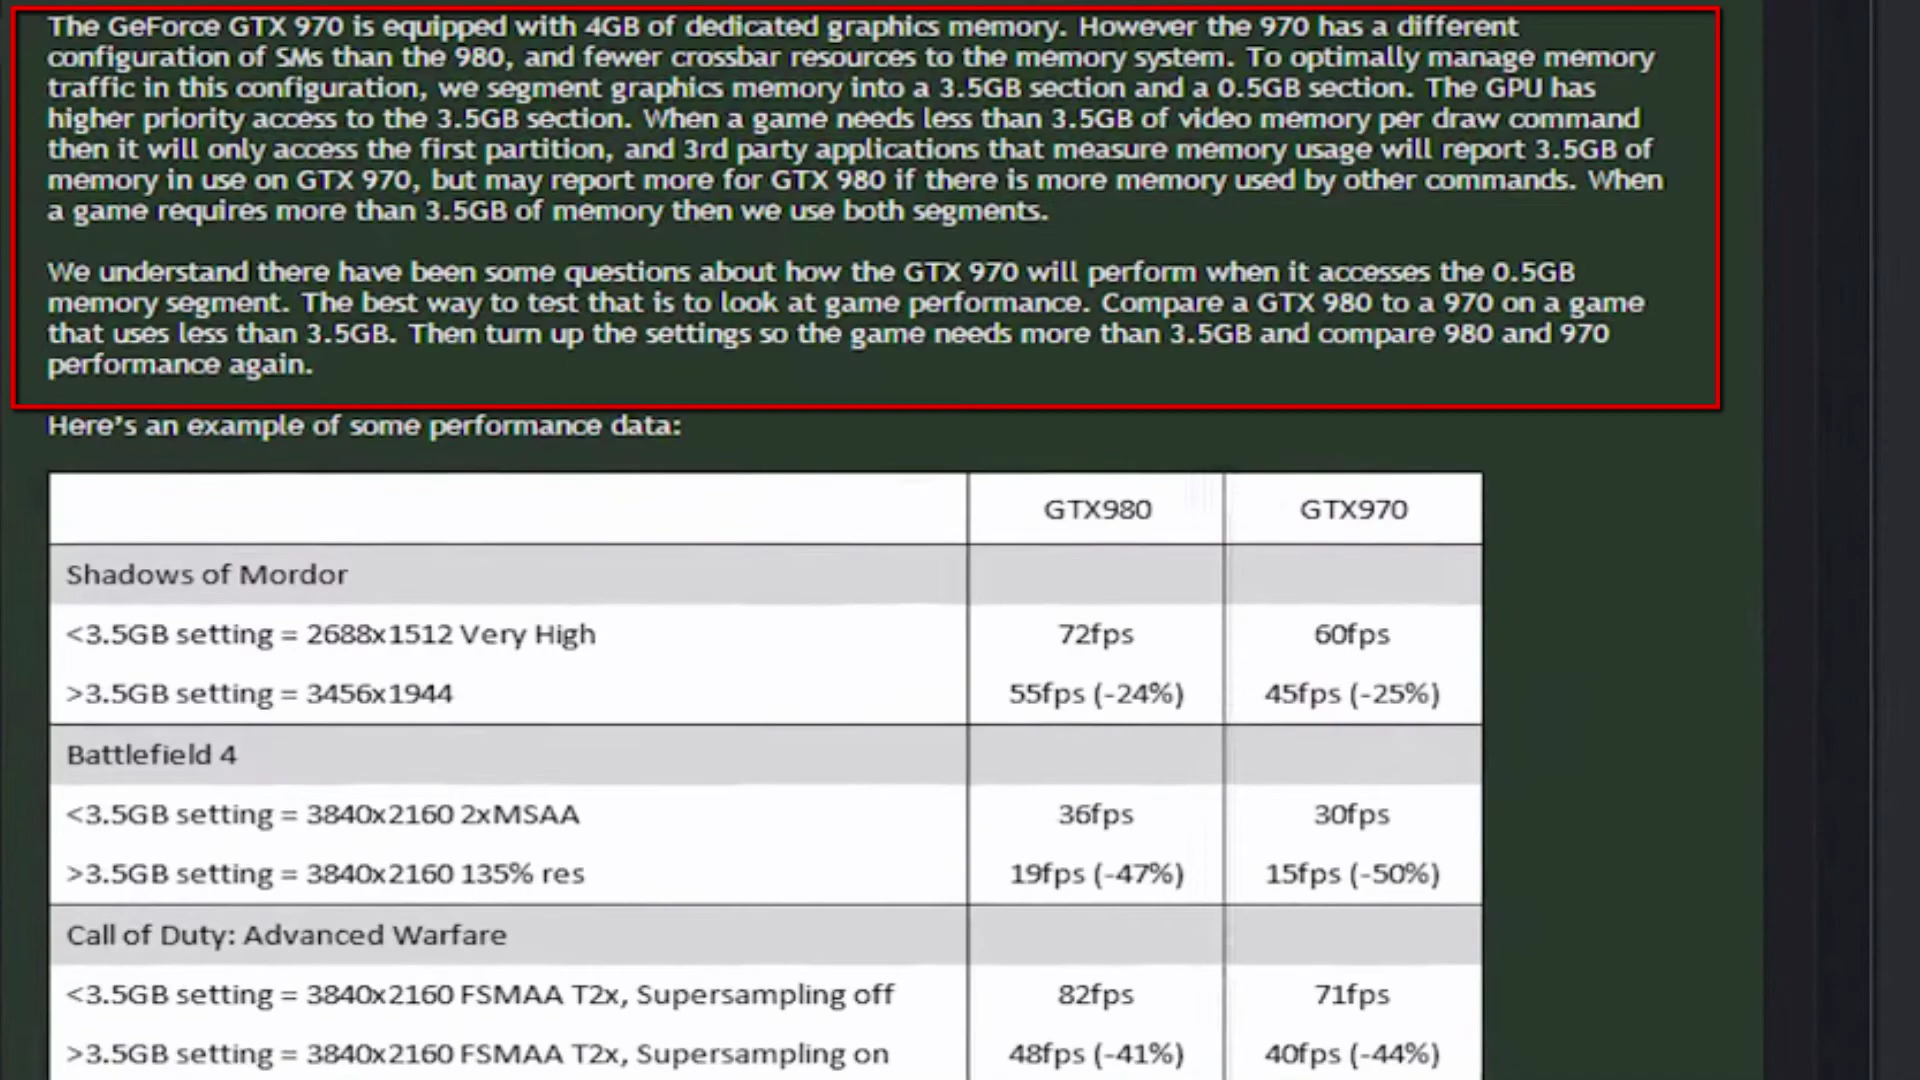 The GeForce GTX 970 is equipped with 4GB of dedicated graphics memory. However the 970 has a different
configuration of SMs than the 980, and fewer crossbar resources to the memory system. To optimally manage memory
traffic in this configuration, we segment graphics memory into a 3.5GB section and a 0.5GB section. The GPU has
higher priority access to the 3.5GB section. When a game needs less than 3.5GB of video memory per draw command
then it will only access the first partition, and 3rd party applications that measure memory usage will report 3.5GB of
memory in use on GTX 970, but may report more for GTX 980 if there is more memory used by other commands. When
a game requires more than 3.5GB of memory then we use both segments.
We understand there have been some questions about how the GTX 970 will perform when it accesses the 0.5GB
memory segment. The best way to test that is to look at game performance. Compare a GTX 980 to a 970 on a game
that uses less than 3.5GB. Then turn up the settings so the game needs more than 3.5GB and compare 980 and 970
performance again.
Here's an example of some performance data:
GTX980 GTX970
Shadows of Mordor
<3.5GB setting = 2688x1512 Very High 72fps 60fps
>3.5GB setting = 3456x1944 55fps (-24%) 45fps (-25%)
Battlefield 4
<3.5GB setting = 3840x2160 2xMSAA 36fps 30fps
>3.5GB setting = 3840x2160 135% res 19fps (-47%) 15fps (-50%)
Call of Duty: Advanced Warfare
<3.5GB setting = 3840x2160 FSMAA T2x, Supersampling off 82fps 71fps
>3.5GB setting = 3840x2160 FSMAA T2x, Supersampling on 48fps (-41%) 40fps (-44%)